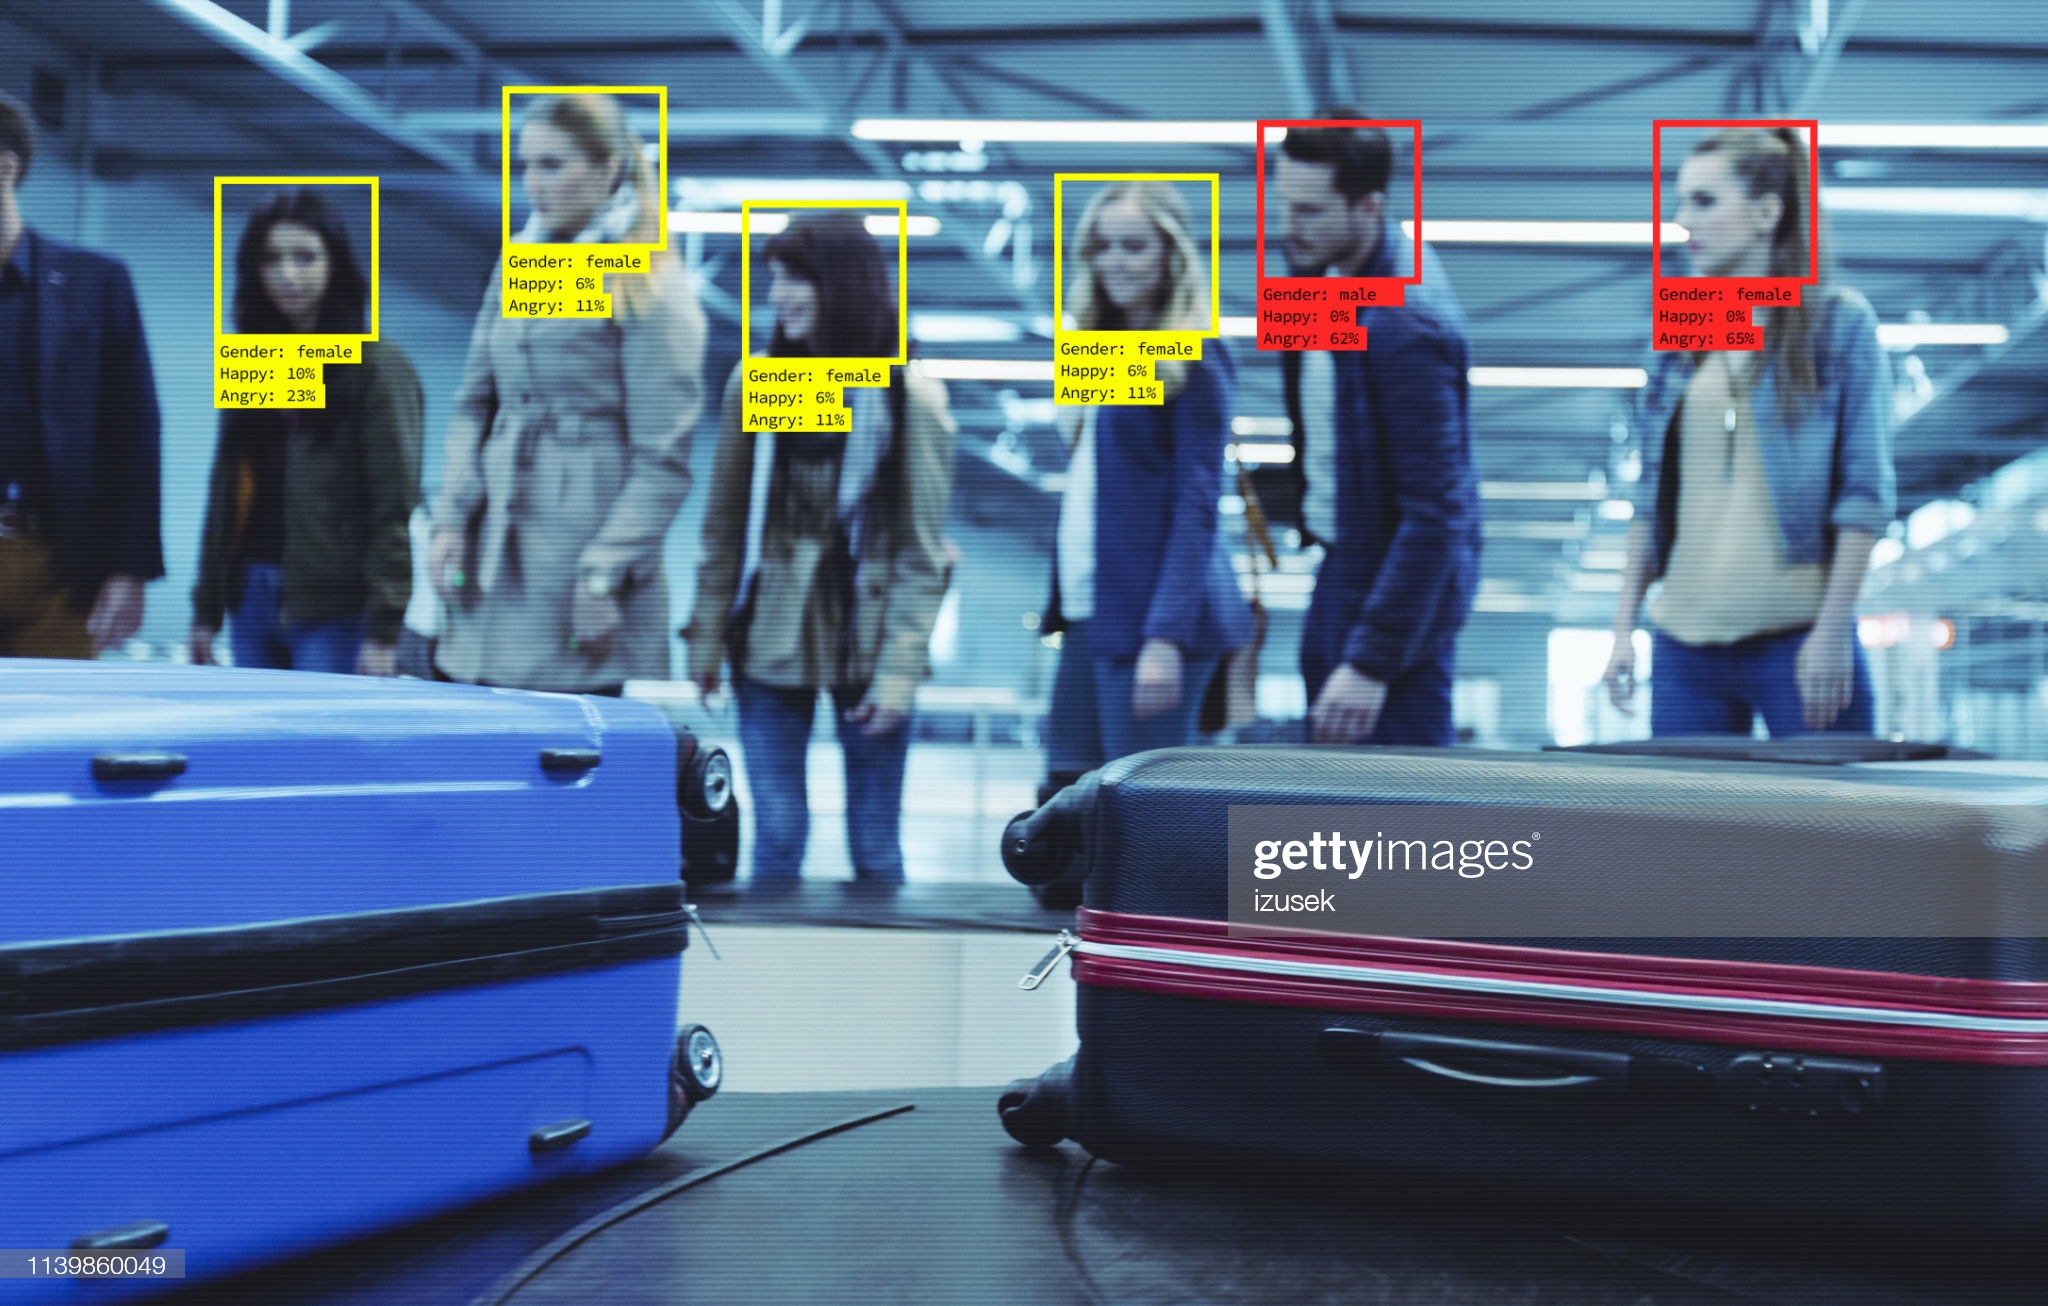 Gender: female
Happy: 10%
Angry: 23%
Gender: female
Happy: 6%
Angry: 11%
Gender: female
Happy: 6%
Angry: 11%
Gender: female
Happy: 6%
Angry: 11%
Gender: male
Happy: 0%
Angry: 62%
Gender: female
Happy: 0%
Angry: 65%
gettyimages®
izusek
1139860049